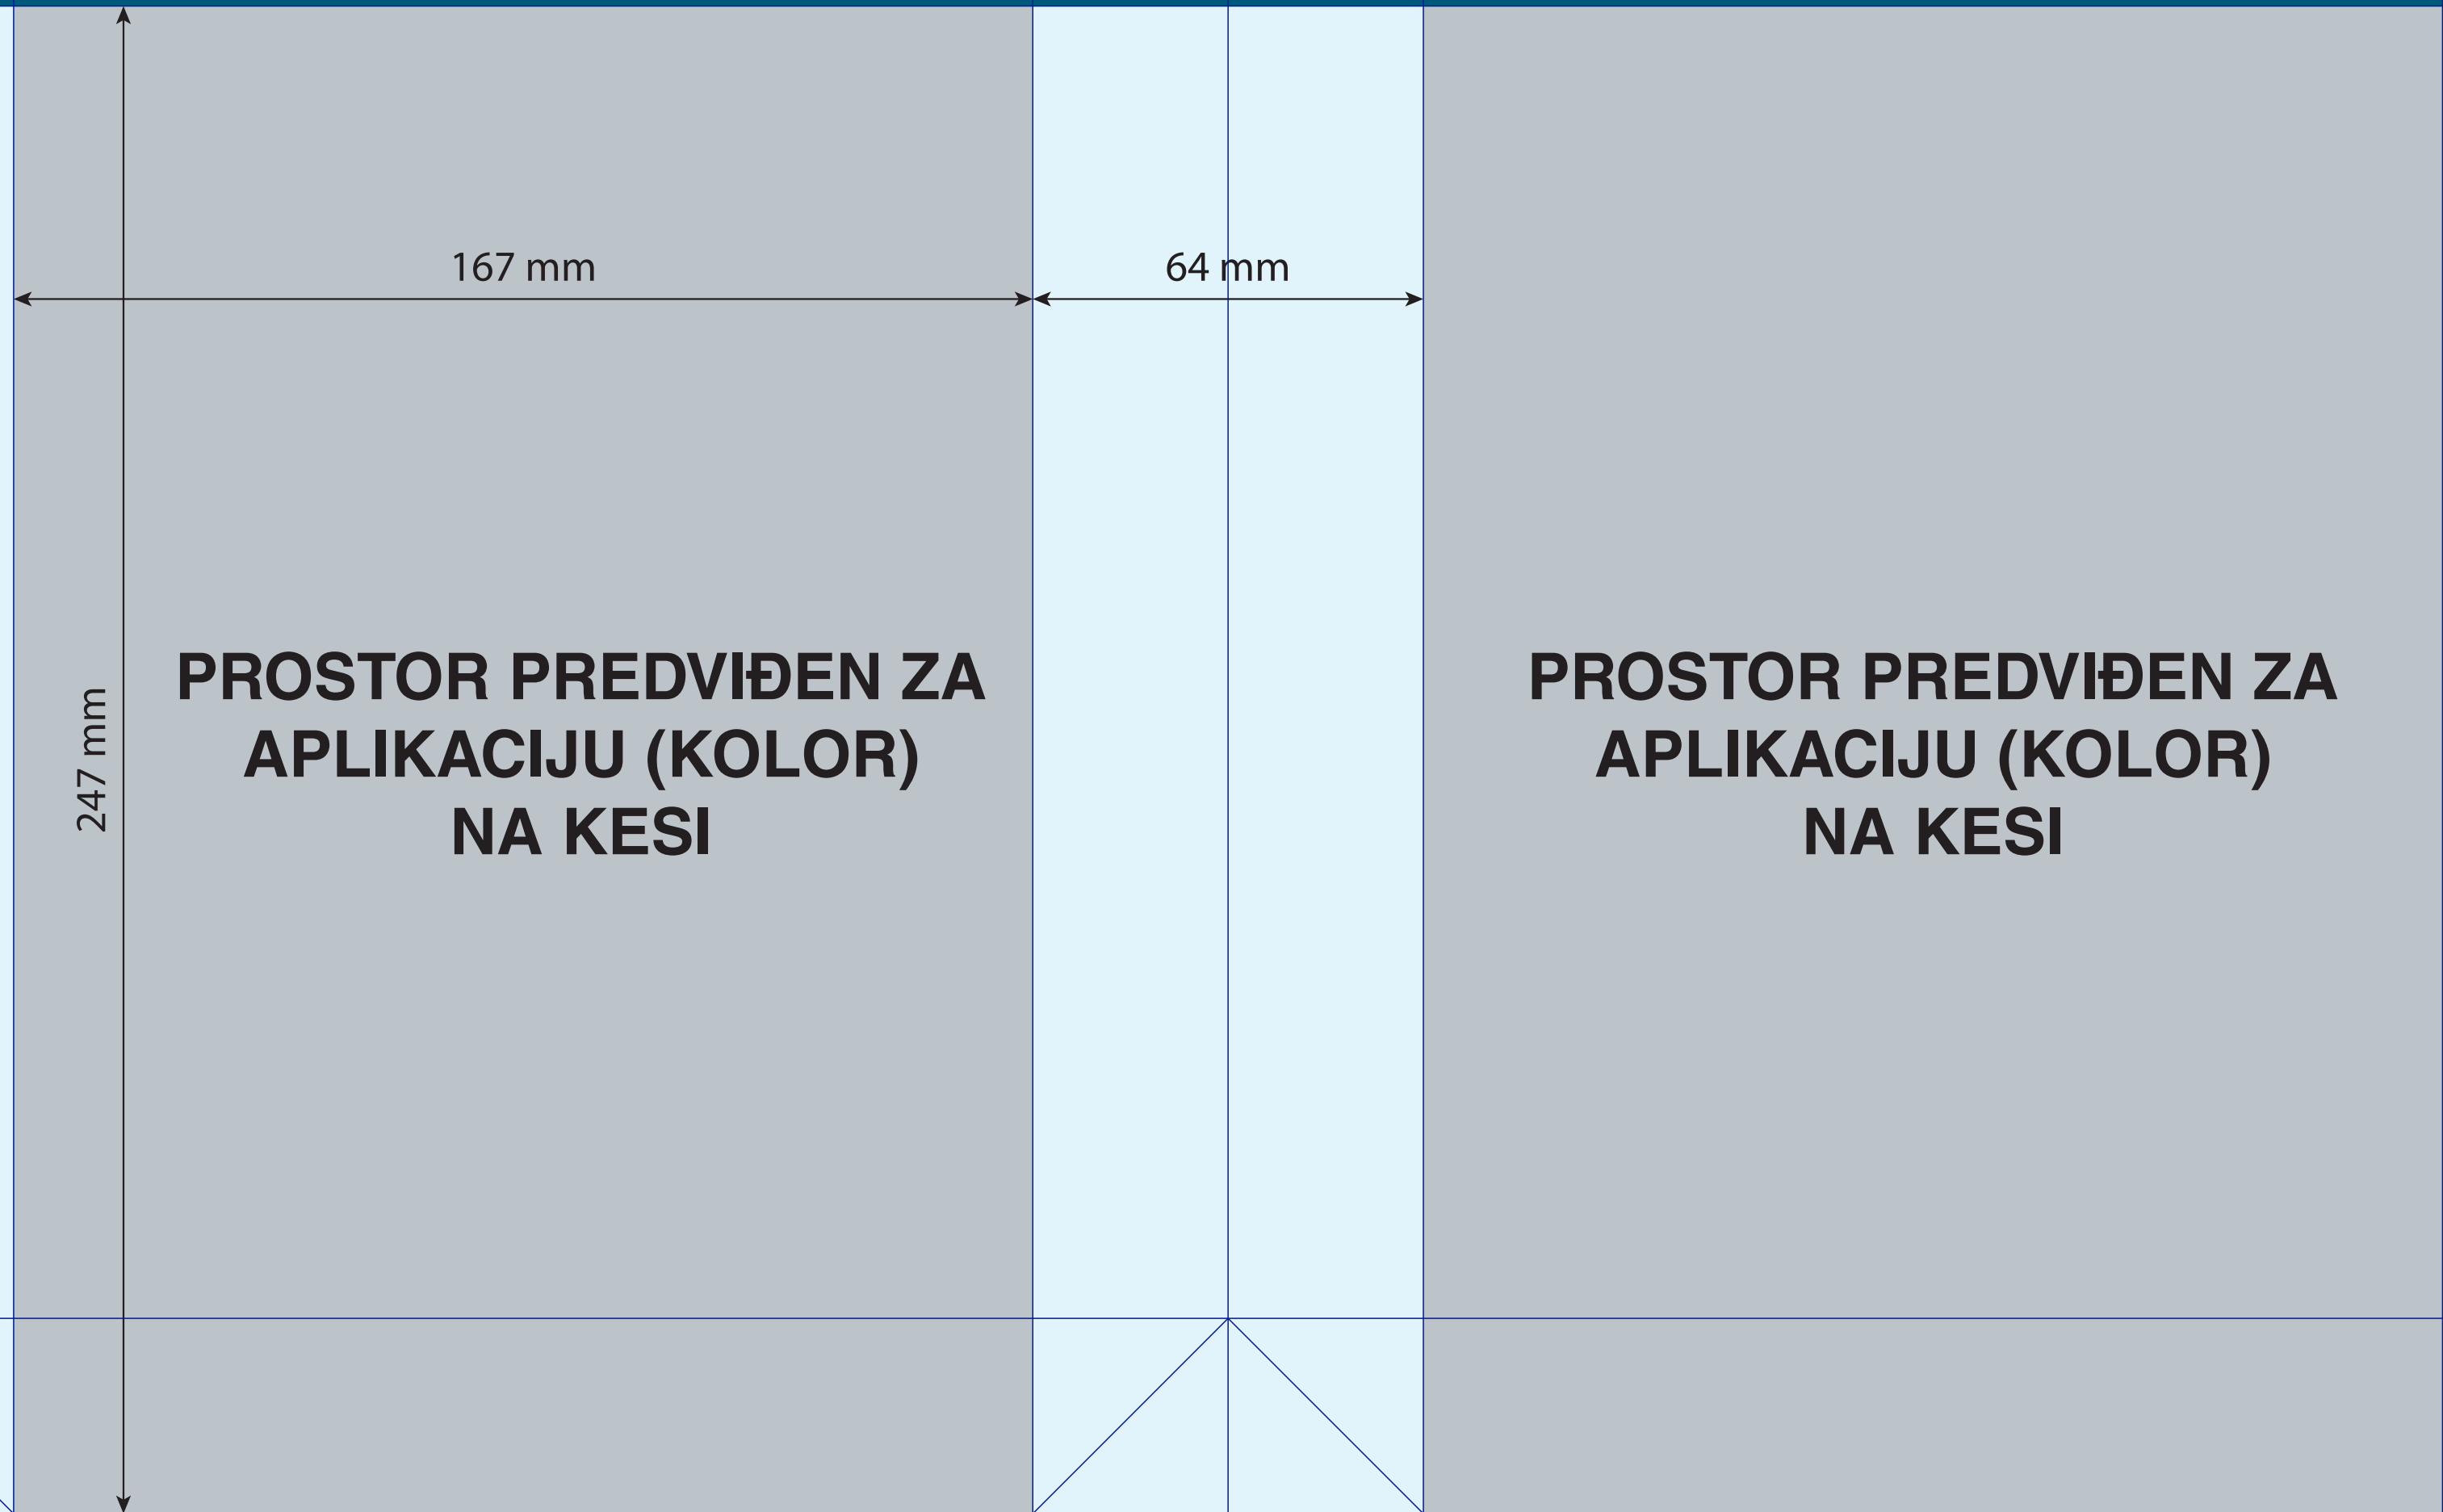 167 mm
64 mm
247 mm
PROSTOR PREDVIĐEN ZA
APLIKACIJU (KOLOR)
NA KESI
PROSTOR PREDVIĐEN ZA
APLIKACIJU (KOLOR)
NA KESI